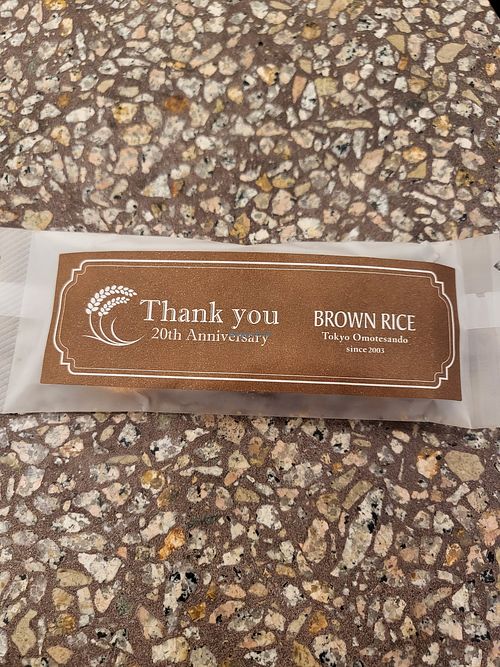 Thank you
20th Anniversary
BROWN RICE
Tokyo Omotesando
since 2003